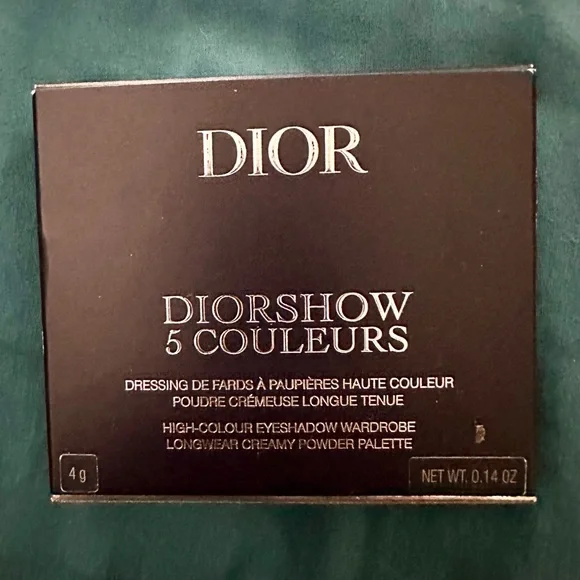 DIOR
DIORSHOW
5 COULEURS
DRESSING DE FARDS À PAUPIÈRES HAUTE COULEUR
POUDRE CRÉMEUSE LONGUE TENUE
HIGH-COLOUR EYESHADOW WARDROBE
LONGWEAR CREAMY POWDER PALETTE
4 g
NET WT. 0.14 OZ